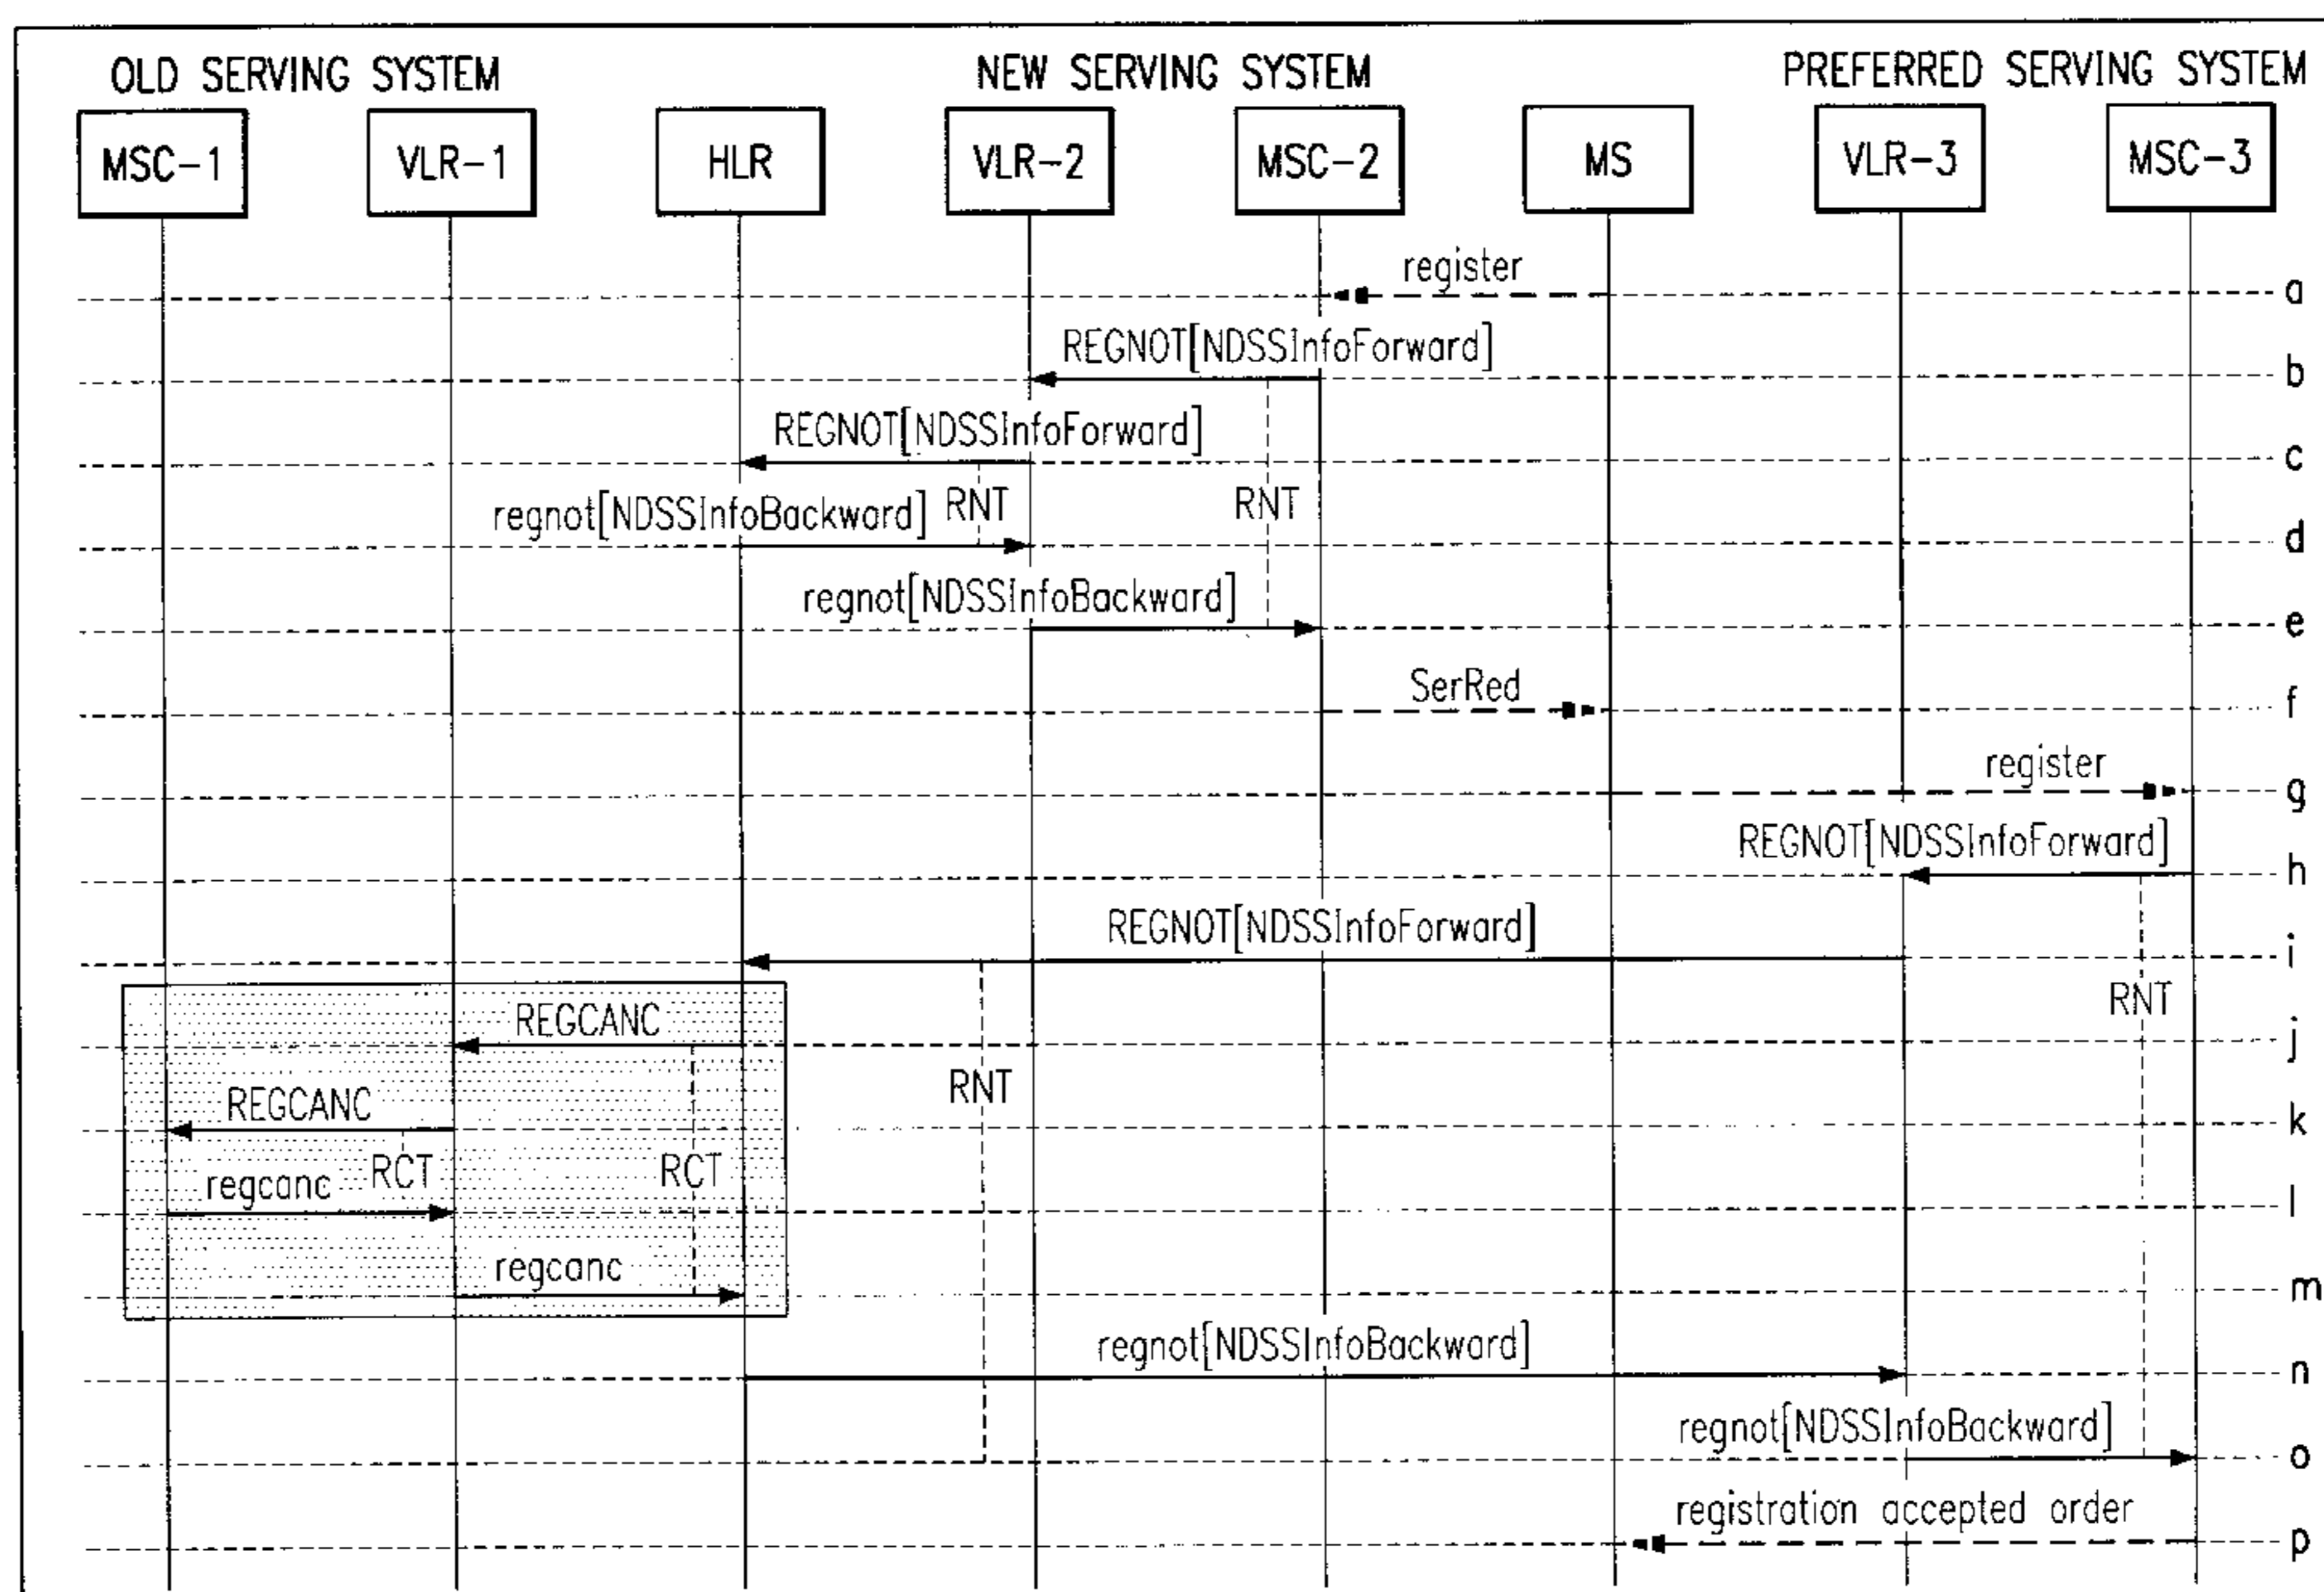 OLD SERVING SYSTEM NEW SERVING SYSTEM PREFERRED SERVING SYSTEM
MSC-1 VLR-1 HLR VLR-2 MSC-2 MS VLR-3 MSC-3
register
a
REGNOT[NDSSInfoForward]
b
REGNOT[NDSSInfoForward]
c
regnot[NDSSInfoBackward] RNT RNT
d
regnot[NDSSInfoBackward]
e
SerRed
f
register
g
REGNOT[NDSSInfoForward]
h
REGNOT[NDSSInfoForward]
i
RNT
REGCANC
j
RNT
REGCANC
k
regcanc RCT RCT
l
regcanc
m
regnot[NDSSInfoBackward]
n
regnot[NDSSInfoBackward]
o
registration accepted order
p